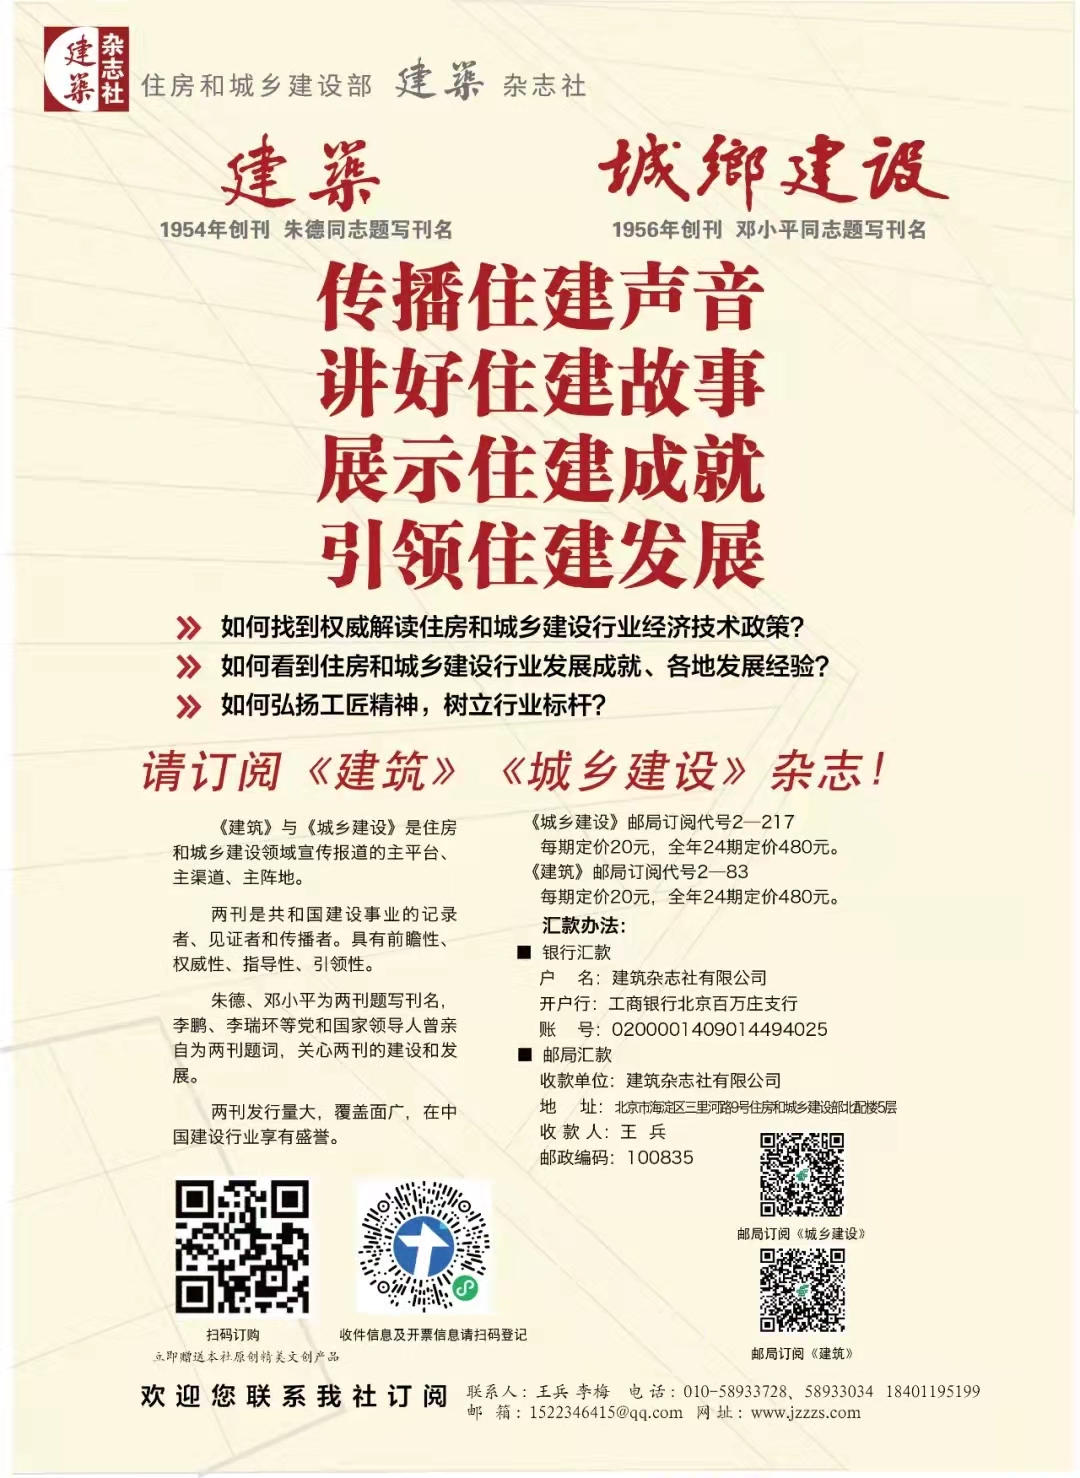 建築
杂志社
住房和城乡建设部 建築 杂志社
建築
1954年创刊 朱德同志题写刊名
城鄉建设
1956年创刊 邓小平同志题写刊名
传播住建声音
讲好住建故事
展示住建成就
引领住建发展
如何找到权威解读住房和城乡建设行业经济技术政策？
如何看到住房和城乡建设行业发展成就、各地发展经验？
如何弘扬工匠精神，树立行业标杆？
请订阅《建筑》《城乡建设》杂志！
《建筑》与《城乡建设》是住房
和城乡建设领域宣传报道的主平台、
主渠道、主阵地。
两刊是共和国建设事业的记录
者、见证者和传播者。具有前瞻性、
权威性、指导性、引领性。
朱德、邓小平为两刊题写刊名，
李鹏、李瑞环等党和国家领导人曾亲
自为两刊题词，关心两刊的建设和发
展。
两刊发行量大，覆盖面广，在中
国建设行业享有盛誉。
《城乡建设》邮局订阅代号2—217
每期定价20元，全年24期定价480元。
《建筑》邮局订阅代号2—83
每期定价20元，全年24期定价480元。
汇款办法：
■ 银行汇款
户 名：建筑杂志社有限公司
开户行：工商银行北京百万庄支行
账 号：0200001409014494025
■ 邮局汇款
收款单位：建筑杂志社有限公司
地 址：北京市海淀区三里河路9号住房和城乡建设部北配楼5层
收 款 人：王 兵
邮政编码：100835
邮局订阅《城乡建设》
邮局订阅《建筑》
扫码订购
立即赠送本社原创精美文创产品
收件信息及开票信息请扫码登记
欢迎您联系我社订阅
联系人：王兵 李梅 电话：010-58933728、58933034 18401195199
邮 箱：1522346415@qq.com 网址：www.jzzzs.com